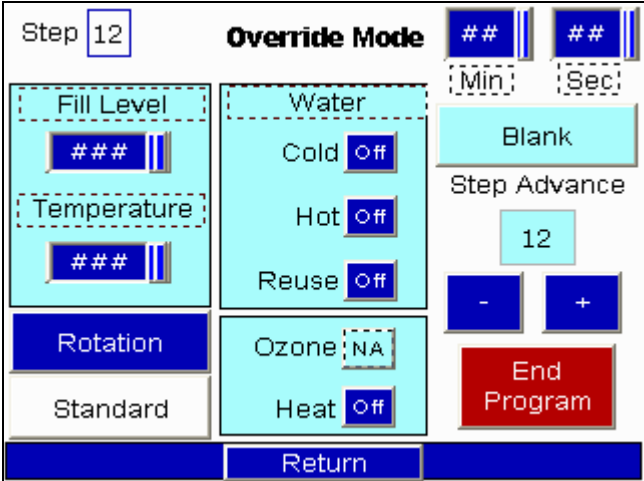 Step 12
Override Mode
## ##
Min Sec
Fill Level
###
Temperature
###
Rotation
Standard
Water
Cold Off
Hot Off
Reuse Off
Ozone NA
Heat Off
Blank
Step Advance
12
- +
End
Program
Return